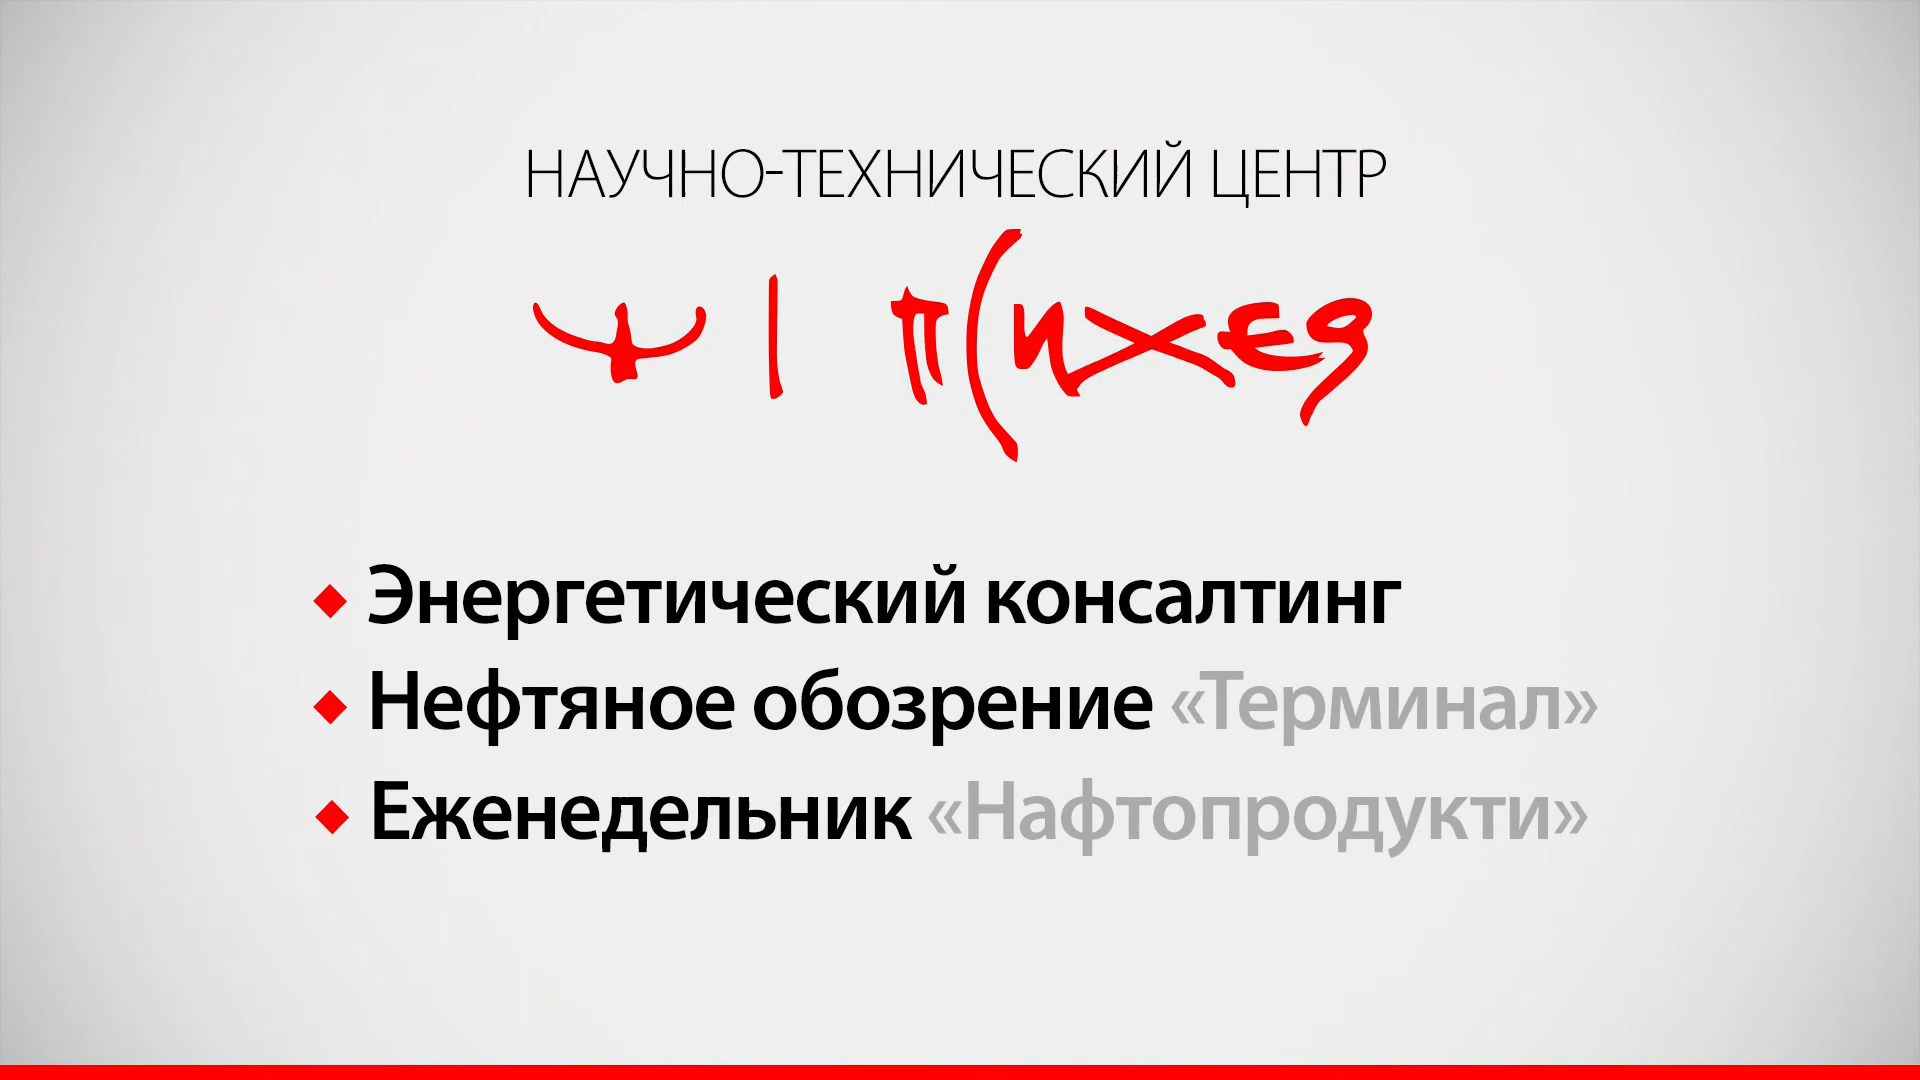 НАУЧНО-ТЕХНИЧЕСКИЙ ЦЕНТР
Ψ | ПСИХЕЯ
Энергетический консалтинг
Нефтяное обозрение «Терминал»
Еженедельник «Нафтопродукти»